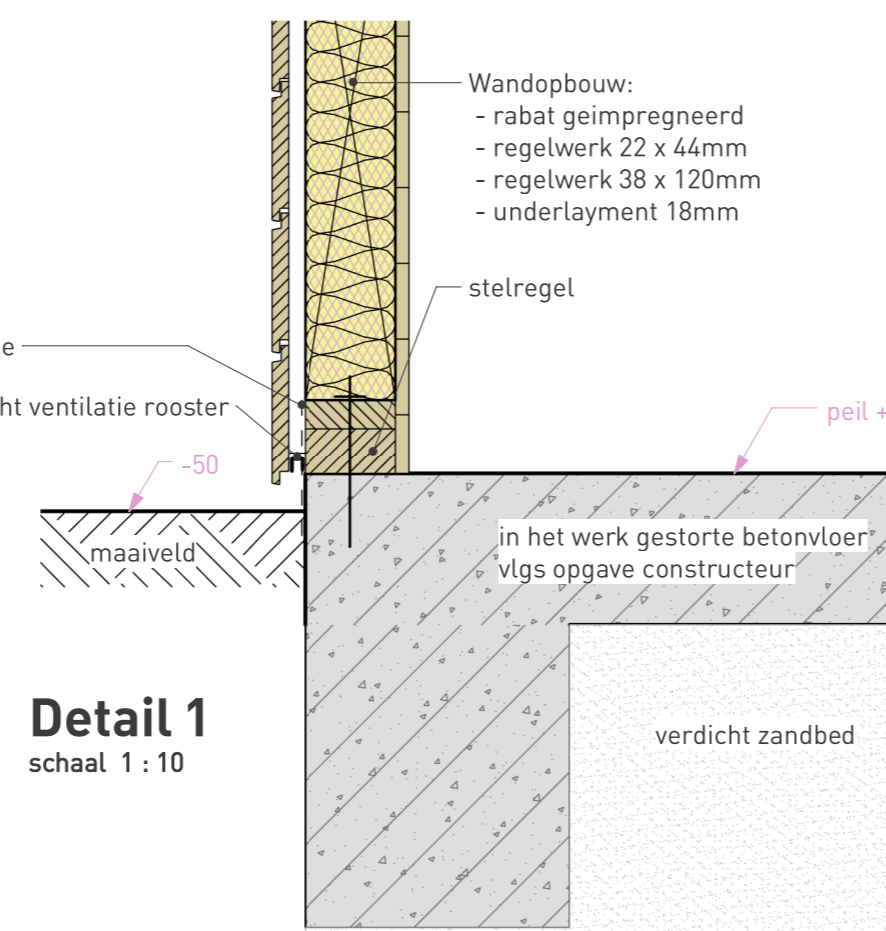 Wandopbouw:
- rabat geimpregneerd
- regelwerk 22 x 44mm
- regelwerk 38 x 120mm
- underlayment 18mm
stelregel
e
ht ventilatie rooster
peil +
-50
in het werk gestorte betonvloer
vlgs opgave constructeur
maaiveld
Detail 1
schaal 1 : 10
verdicht zandbed